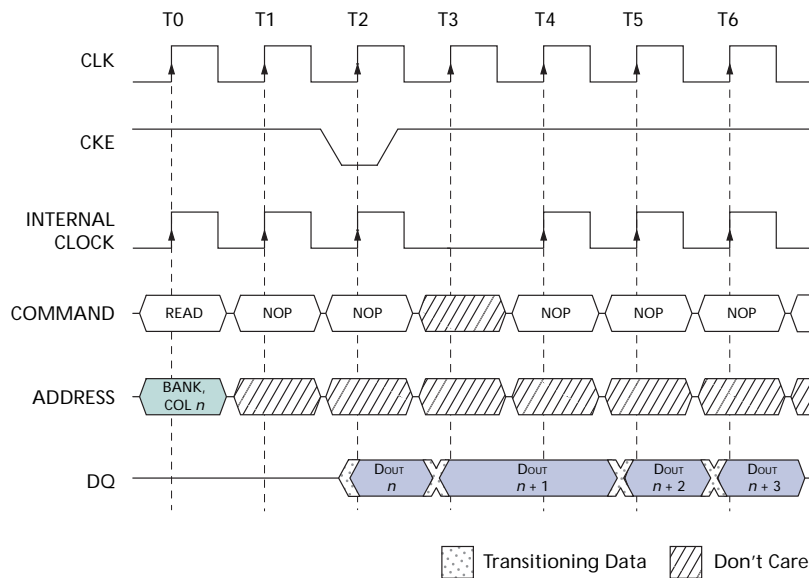 T0 T1 T2 T3 T4 T5 T6
CLK
CKE
INTERNAL
CLOCK
COMMAND READ NOP NOP NOP NOP NOP
ADDRESS BANK,
COL n
DQ DOUT DOUT DOUT DOUT
n n + 1 n + 2 n + 3
Transitioning Data Don't Care